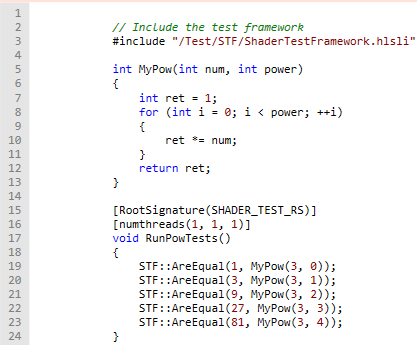 1
2 // Include the test framework
3 #include "/Test/STF/ShaderTestFramework.hlsli"
4
5 int MyPow(int num, int power)
6 {
7 int ret = 1;
8 for (int i = 0; i < power; ++i)
9 {
10 ret *= num;
11 }
12 return ret;
13 }
14
15 [RootSignature(SHADER_TEST_RS)]
16 [numthreads(1, 1, 1)]
17 void RunPowTests()
18 {
19 STF::AreEqual(1, MyPow(3, 0));
20 STF::AreEqual(3, MyPow(3, 1));
21 STF::AreEqual(9, MyPow(3, 2));
22 STF::AreEqual(27, MyPow(3, 3));
23 STF::AreEqual(81, MyPow(3, 4));
24 }